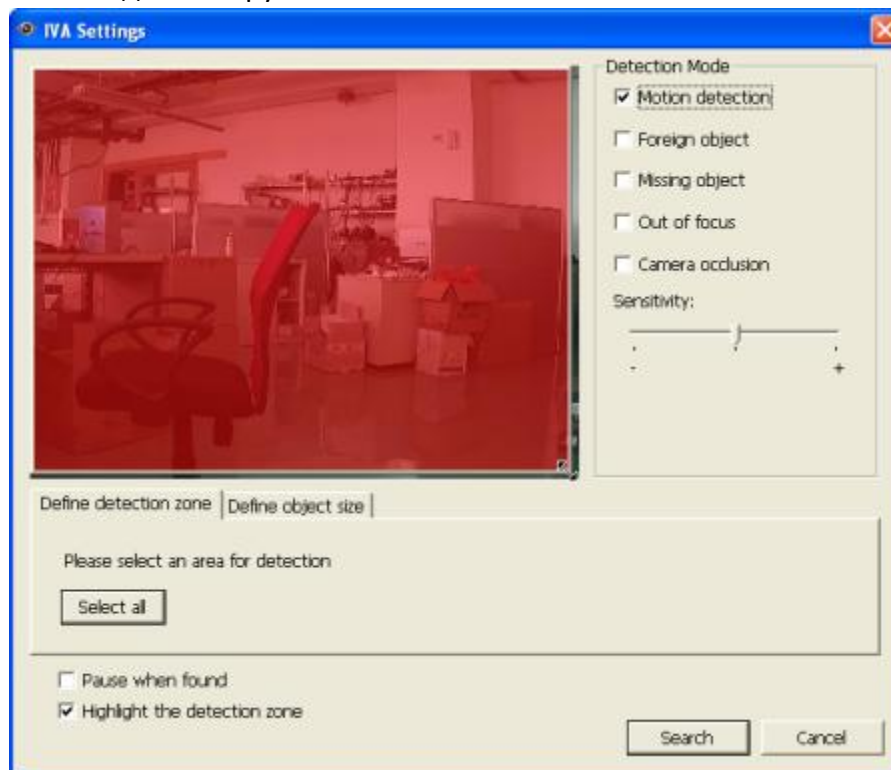 IVA Settings
Detection Mode
Motion detection
Foreign object
Missing object
Out of focus
Camera occlusion
Sensitivity:
- +
Define detection zone Define object size
Please select an area for detection
Select all
Pause when found
Highlight the detection zone
Search Cancel